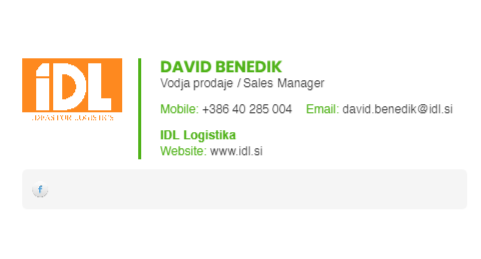 DAVID BENEDIK
Vodja prodaje / Sales Manager
iDL
IDEAS FOR LOGISTICS
Mobile: +386 40 285 004 Email: david.benedik@idl.si
IDL Logistika
Website: www.idl.si
f